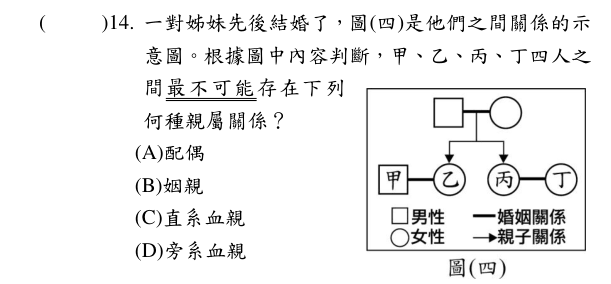 (　　)14. 一對姊妹先後結婚了，圖(四)是他們之間關係的示
意圖。根據圖中內容判斷，甲、乙、丙、丁四人之
間最不可能存在下列
何種親屬關係？
(A)配偶
(B)姻親
(C)直系血親
(D)旁系血親
甲 乙 丙 丁
□男性 ━婚姻關係
○女性 →親子關係
圖(四)